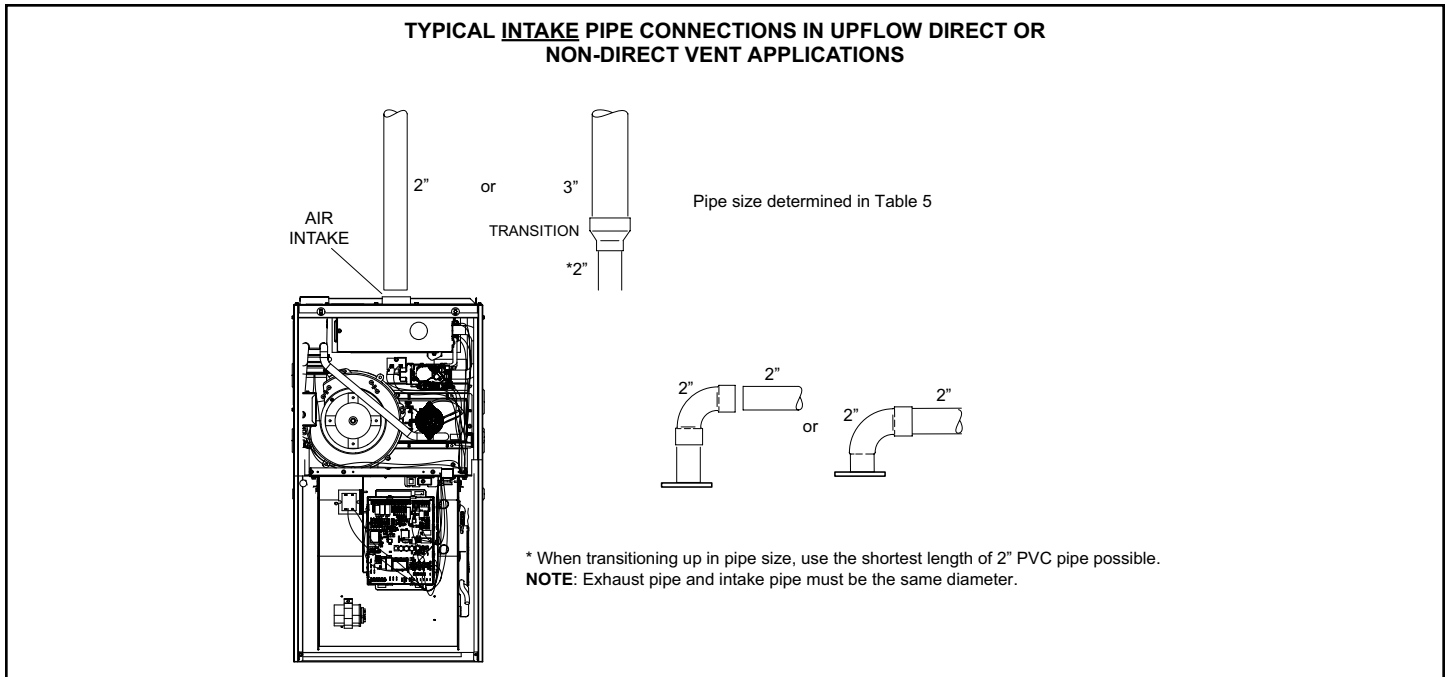 TYPICAL INTAKE PIPE CONNECTIONS IN UPFLOW DIRECT OR
NON-DIRECT VENT APPLICATIONS
2”
or
3”
Pipe size determined in Table 5
AIR
INTAKE
TRANSITION
*2”
2”
2”
or
2”
2”
* When transitioning up in pipe size, use the shortest length of 2” PVC pipe possible.
NOTE: Exhaust pipe and intake pipe must be the same diameter.